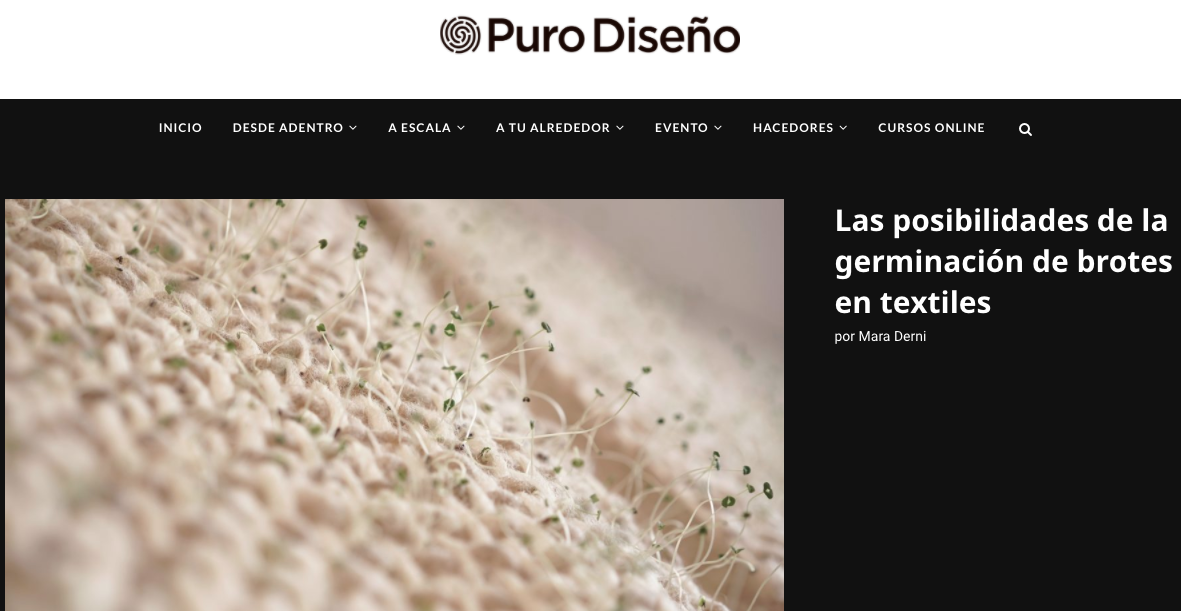 Puro Diseño
INICIO DESDE ADENTRO A ESCALA A TU ALREDEDOR EVENTO HACEDORES CURSOS ONLINE
Las posibilidades de la
germinación de brotes
en textiles
por Mara Derni